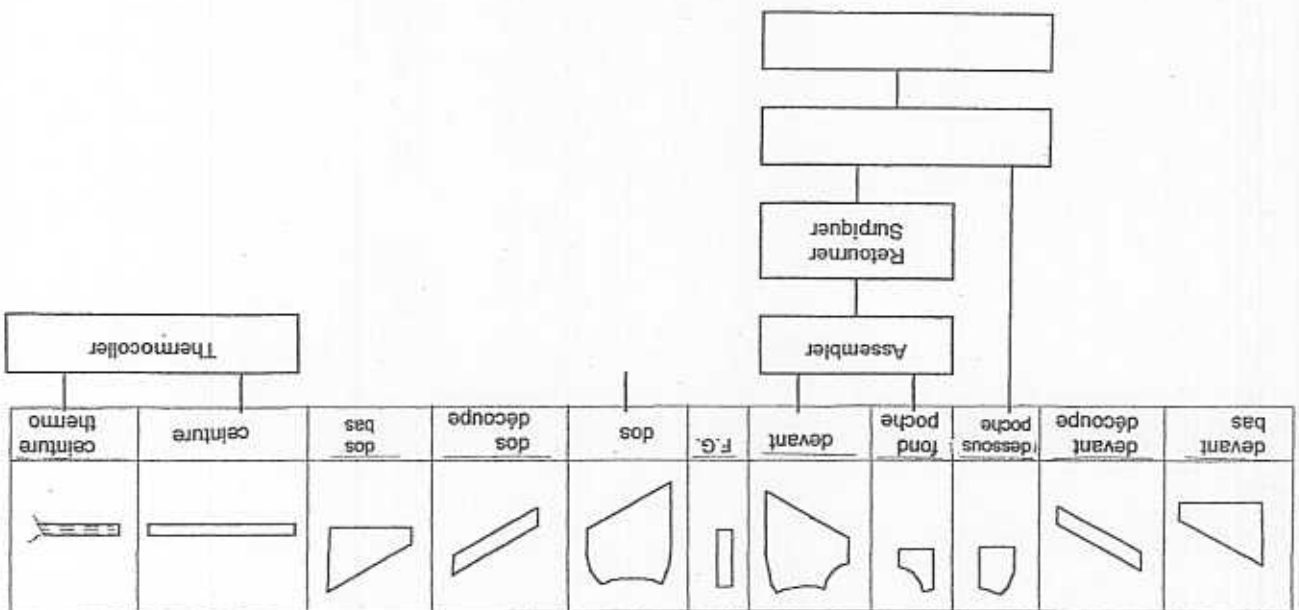 devant
bas
devant
découpe
/dessous
poche
fond
poche
devant
F.G.
dos
dos
découpe
dos
bas
ceinture
ceinture
thermo
Assembler
Thermocoller
Retourner
Surpiquer